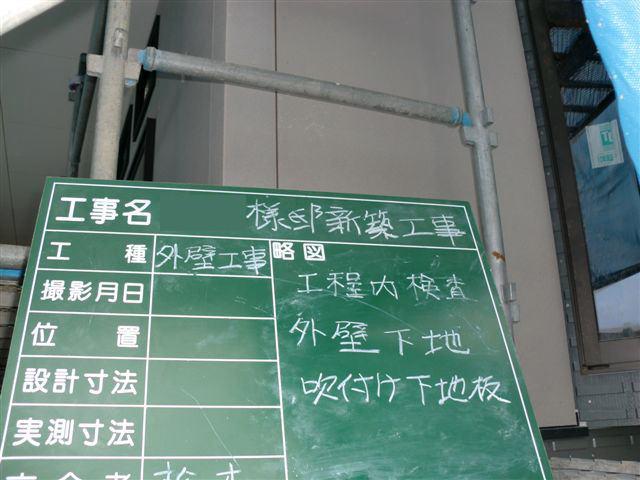 工事名 様邸新築工事
工種 外壁工事 略図
撮影月日 工程内検査
位置 外壁下地
設計寸法 吹付け下地板
実測寸法